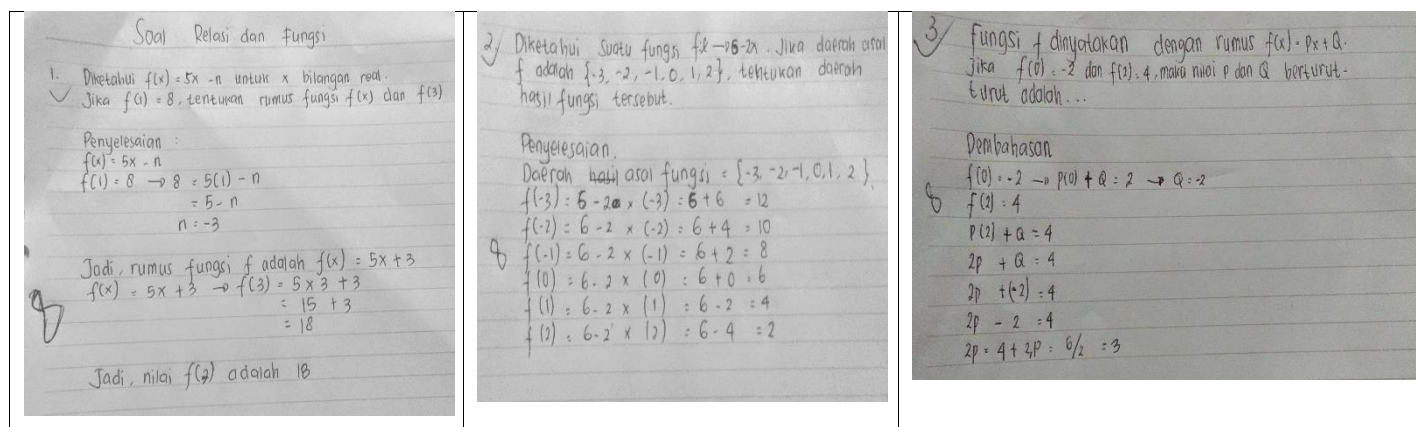 Soal Relasi dan Fungsi
1. Diketahui f(x) = 5x - n untuk x bilangan real.
Jika f(1) = 8, tentukan rumus fungsi f(x) dan f(3)
Penyelesaian :
f(x) = 5x - n
f(1) = 8 → 8 = 5(1) - n
= 5 - n
n = -3
Jadi, rumus fungsi f adalah f(x) = 5x + 3
f(x) = 5x + 3 → f(3) = 5 x 3 + 3
= 15 + 3
= 18
8
Jadi, nilai f(3) adalah 18
2, Diketahui suatu fungsi f:x → 6-2x. Jika daerah asal
f adalah {-3, -2, -1, 0, 1, 2}, tentukan daerah
hasil fungsi tersebut.
Penyelesaian.
Daerah hasil asal fungsi = {-3, -2, -1, 0, 1, 2}.
f(-3) = 6 - 2 x (-3) = 6 + 6 = 12
f(-2) = 6 - 2 x (-2) = 6 + 4 = 10
8 f(-1) = 6 - 2 x (-1) = 6 + 2 = 8
f(0) = 6 - 2 x (0) = 6 + 0 = 6
f(1) = 6 - 2 x (1) = 6 - 2 = 4
f(2) = 6 - 2 x (2) = 6 - 4 = 2
3, Fungsi f dinyatakan dengan rumus f(x) = Px + Q.
Jika f(0) = -2 dan f(2) = 4, maka nilai P dan Q berturut-
turut adalah...
Pembahasan
f(0) = -2 → P(0) + Q = 2 → Q = -2
8 f(2) = 4
P(2) + Q = 4
2p + Q = 4
2p + (-2) = 4
2p - 2 = 4
2p = 4 + 2, P = 6/2 = 3